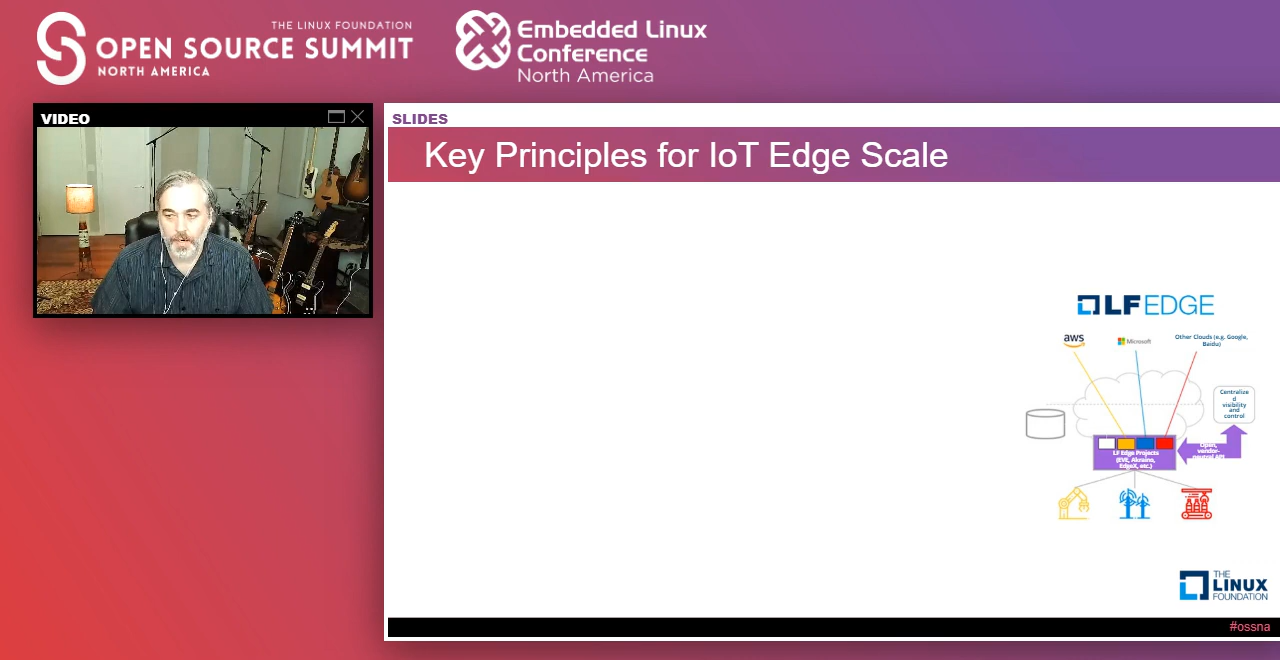 THE LINUX FOUNDATION
OPEN SOURCE SUMMIT
NORTH AMERICA
Embedded Linux
Conference
North America
VIDEO
SLIDES
Key Principles for IoT Edge Scale
LF EDGE
aws
Microsoft
Other Clouds (e.g. Google,
Baidu)
Centralize
d
visibility
and
control
Open,
vendor-
neutral API
LF Edge Projects
(EVE, Akraino,
EdgeX, etc.)
THE
LINUX
FOUNDATION
#ossna